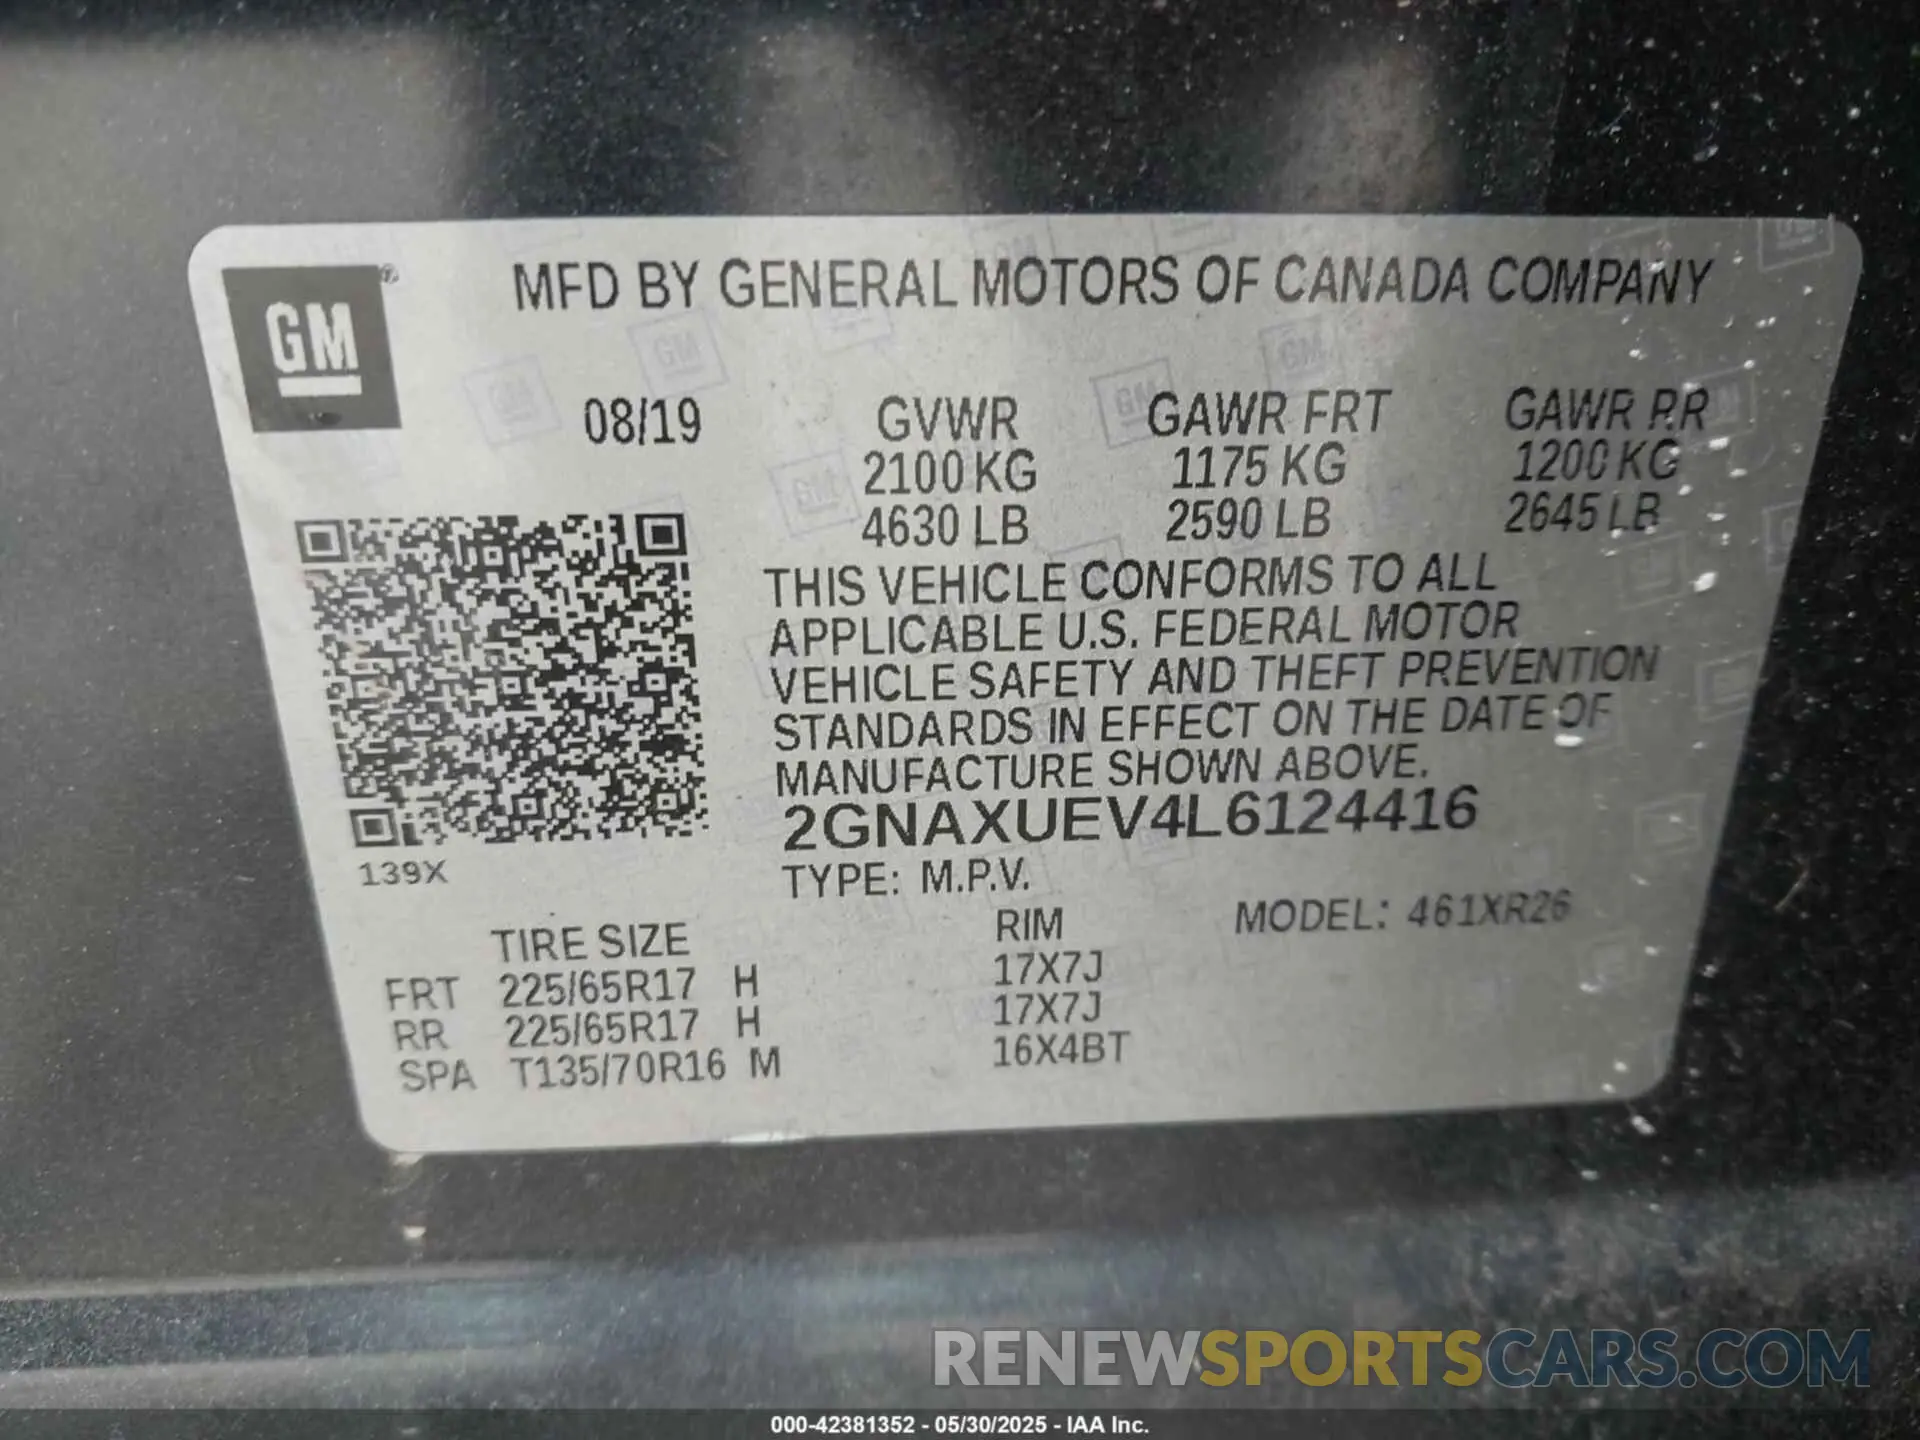 GM
MFD BY GENERAL MOTORS OF CANADA COMPANY
08/19 GVWR GAWR FRT GAWR RR
2100 KG 1175 KG 1200 KG
4630 LB 2590 LB 2645 LB
THIS VEHICLE CONFORMS TO ALL
APPLICABLE U.S. FEDERAL MOTOR
VEHICLE SAFETY AND THEFT PREVENTION
STANDARDS IN EFFECT ON THE DATE OF
MANUFACTURE SHOWN ABOVE.
2GNAXUEV4L6124416
139X
TYPE: M.P.V.
TIRE SIZE RIM MODEL: 461XR26
FRT 225/65R17 H 17X7J
RR 225/65R17 H 17X7J
SPA T135/70R16 M 16X4BT
RENEWSPORTSCARS.COM
000-42381352 - 05/30/2025 - IAA Inc.